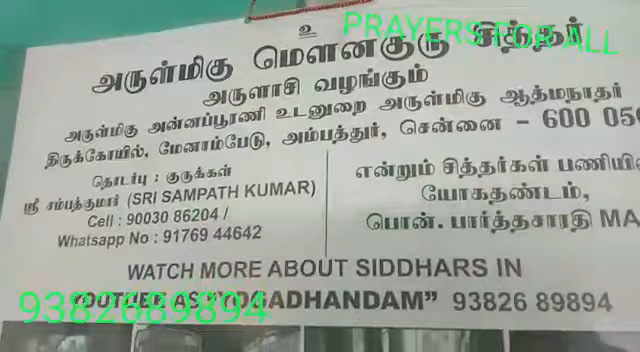 உ
PRAYERS FOR ALL
அருள்மிகு மௌனகுரு சித்தர்
அருளாசி வழங்கும்
அருள்மிகு அன்னப்பூரணி உடனுறை அருள்மிகு ஆத்மநாதர்
திருக்கோயில், மேனாம்பேடு, அம்பத்துர், சென்னை - 600 05
தொடர்பு : குருக்கள்
ஸ்ரீ சம்பத்குமார் (SRI SAMPATH KUMAR)
Cell : 90030 86204 /
Whatsapp No : 91769 44642
என்றும் சித்தர்கள் பணியில்
யோகதண்டம்,
பொன். பார்த்தசாரதி MA
WATCH MORE ABOUT SIDDHARS IN
AS "YOGADHANDAM" 93826 89894
9382689894